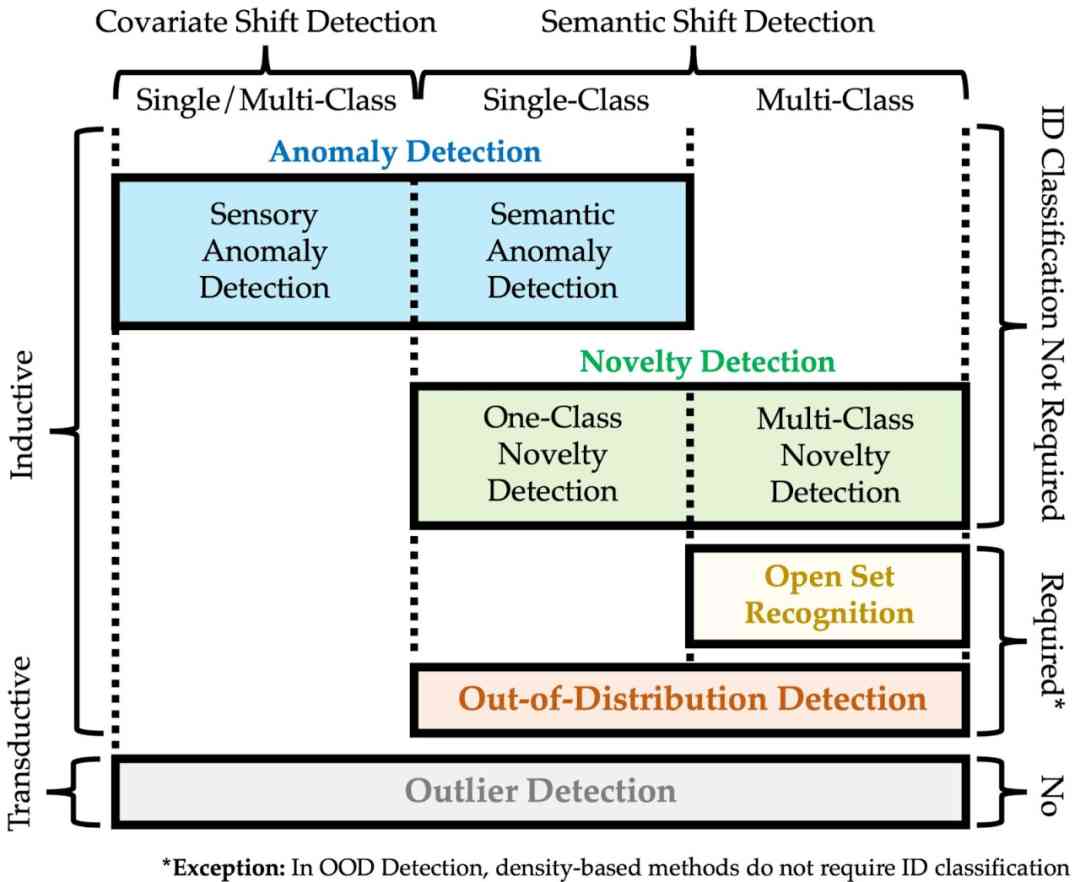 Covariate Shift Detection
Semantic Shift Detection
Single/Multi-Class
Single-Class
Multi-Class
Anomaly Detection
Sensory
Anomaly
Detection
Semantic
Anomaly
Detection
Novelty Detection
One-Class
Novelty
Detection
Multi-Class
Novelty
Detection
Open Set
Recognition
Out-of-Distribution Detection
Outlier Detection
Inductive
Transductive
ID Classification Not Required
Required*
No
*Exception: In OOD Detection, density-based methods do not require ID classification